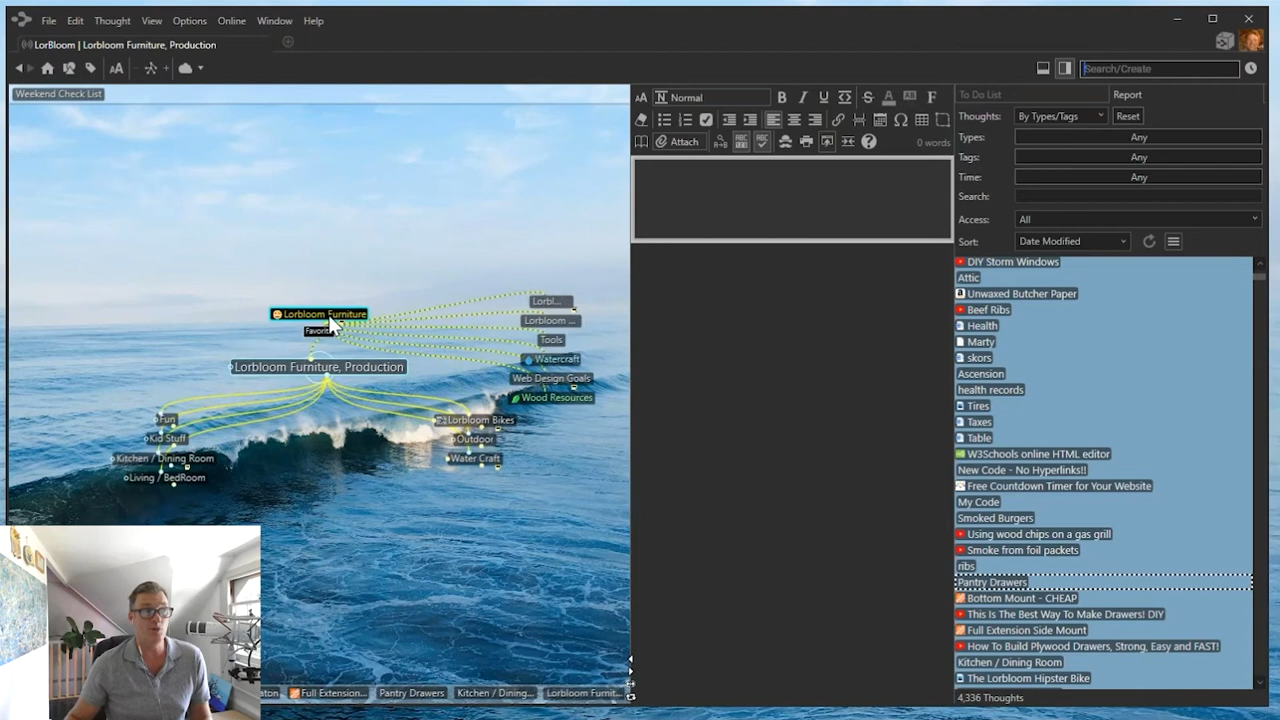 File Edit Thought View Options Online Window Help
LorBloom | Lorbloom Furniture, Production
Search/Create
Weekend Check List
Normal
B I U S A F
Attach
0 words
To Do List Report
Thoughts: By Types/Tags Reset
Types: Any
Tags: Any
Time: Any
Search:
Access: All
Sort: Date Modified
Lorbloom Furniture
Lorbloom Furniture, Production
Lorbl...
Lorbloom ...
Tools
Watercraft
Web Design Goals
Wood Resources
Fun
Kid Stuff
Kitchen / Dining Room
Living / BedRoom
Lorbloom Bikes
Outdoor
Water Craft
DIY Storm Windows
Attic
Unwaxed Butcher Paper
Beef Ribs
Health
Marty
skors
Ascension
health records
Tires
Taxes
Table
W3Schools online HTML editor
New Code - No Hyperlinks!!
Free Countdown Timer for Your Website
My Code
Smoked Burgers
Using wood chips on a gas grill
Smoke from foil packets
ribs
Pantry Drawers
Bottom Mount - CHEAP
This Is The Best Way To Make Drawers! DIY
Full Extension Side Mount
How To Build Plywood Drawers, Strong, Easy and FAST!
Kitchen / Dining Room
The Lorbloom Hipster Bike
4,336 Thoughts
Full Extension... Pantry Drawers Kitchen / Dining... Lorbloom Furnit...